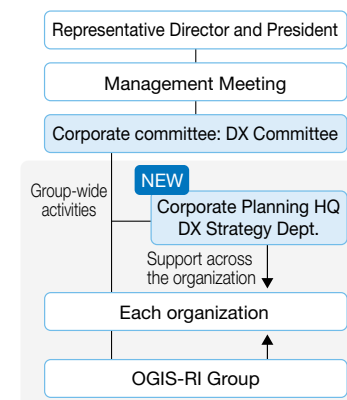 Representative Director and President
Management Meeting
Corporate committee: DX Committee
Group-wide
activities
NEW
Corporate Planning HQ
DX Strategy Dept.
Support across
the organization
Each organization
OGIS-RI Group